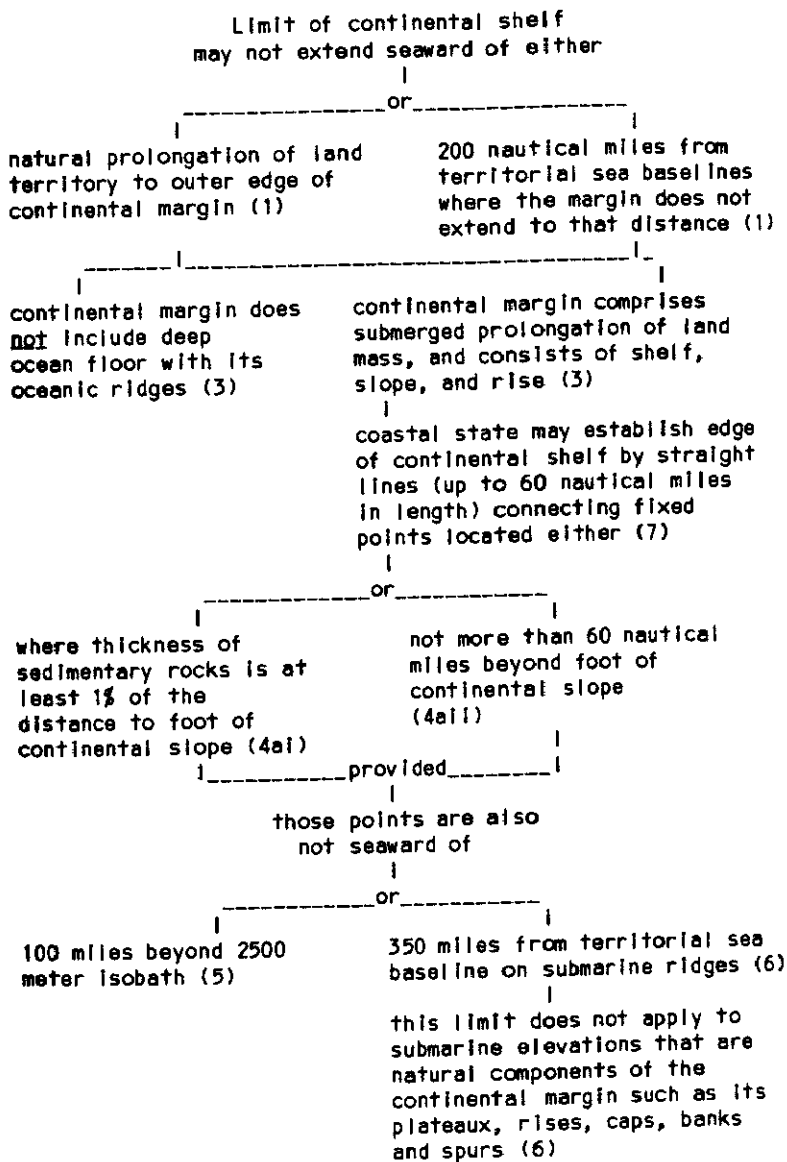 Limit of continental shelf
may not extend seaward of either
or
natural prolongation of land
territory to outer edge of
continental margin (1)
200 nautical miles from
territorial sea baselines
where the margin does not
extend to that distance (1)
continental margin does
not include deep
ocean floor with its
oceanic ridges (3)
continental margin comprises
submerged prolongation of land
mass, and consists of shelf,
slope, and rise (3)
coastal state may establish edge
of continental shelf by straight
lines (up to 60 nautical miles
in length) connecting fixed
points located either (7)
or
where thickness of
sedimentary rocks is at
least 1% of the
distance to foot of
continental slope (4ai)
not more than 60 nautical
miles beyond foot of
continental slope
(4aii)
provided
those points are also
not seaward of
or
100 miles beyond 2500
meter isobath (5)
350 miles from territorial sea
baseline on submarine ridges (6)
this limit does not apply to
submarine elevations that are
natural components of the
continental margin such as its
plateaux, rises, caps, banks
and spurs (6)